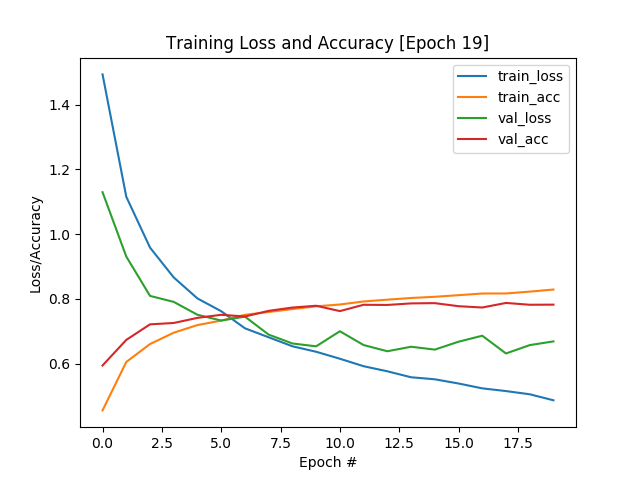 Training Loss and Accuracy [Epoch 19]
train_loss
train_acc
val_loss
val_acc
1.4
1.2
1.0
0.8
0.6
Loss/Accuracy
0.0 2.5 5.0 7.5 10.0 12.5 15.0 17.5
Epoch #